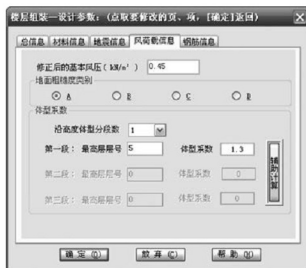 楼层组装—设计参数：（点取要修改的页、项，[确定]返回）
总信息 材料信息 地震信息 风荷载信息 钢筋信息
修正后的基本风压(kN/m²) 0.45
地面粗糙度类别
A B C D
体型系数
沿高度体型分段数 1
第一段：最高层层号 5 体型系数 1.3
第二段：最高层层号 0 体型系数 0
第三段：最高层层号 0 体型系数 0
辅助计算
确定(O) 放弃(C) 帮助(H)